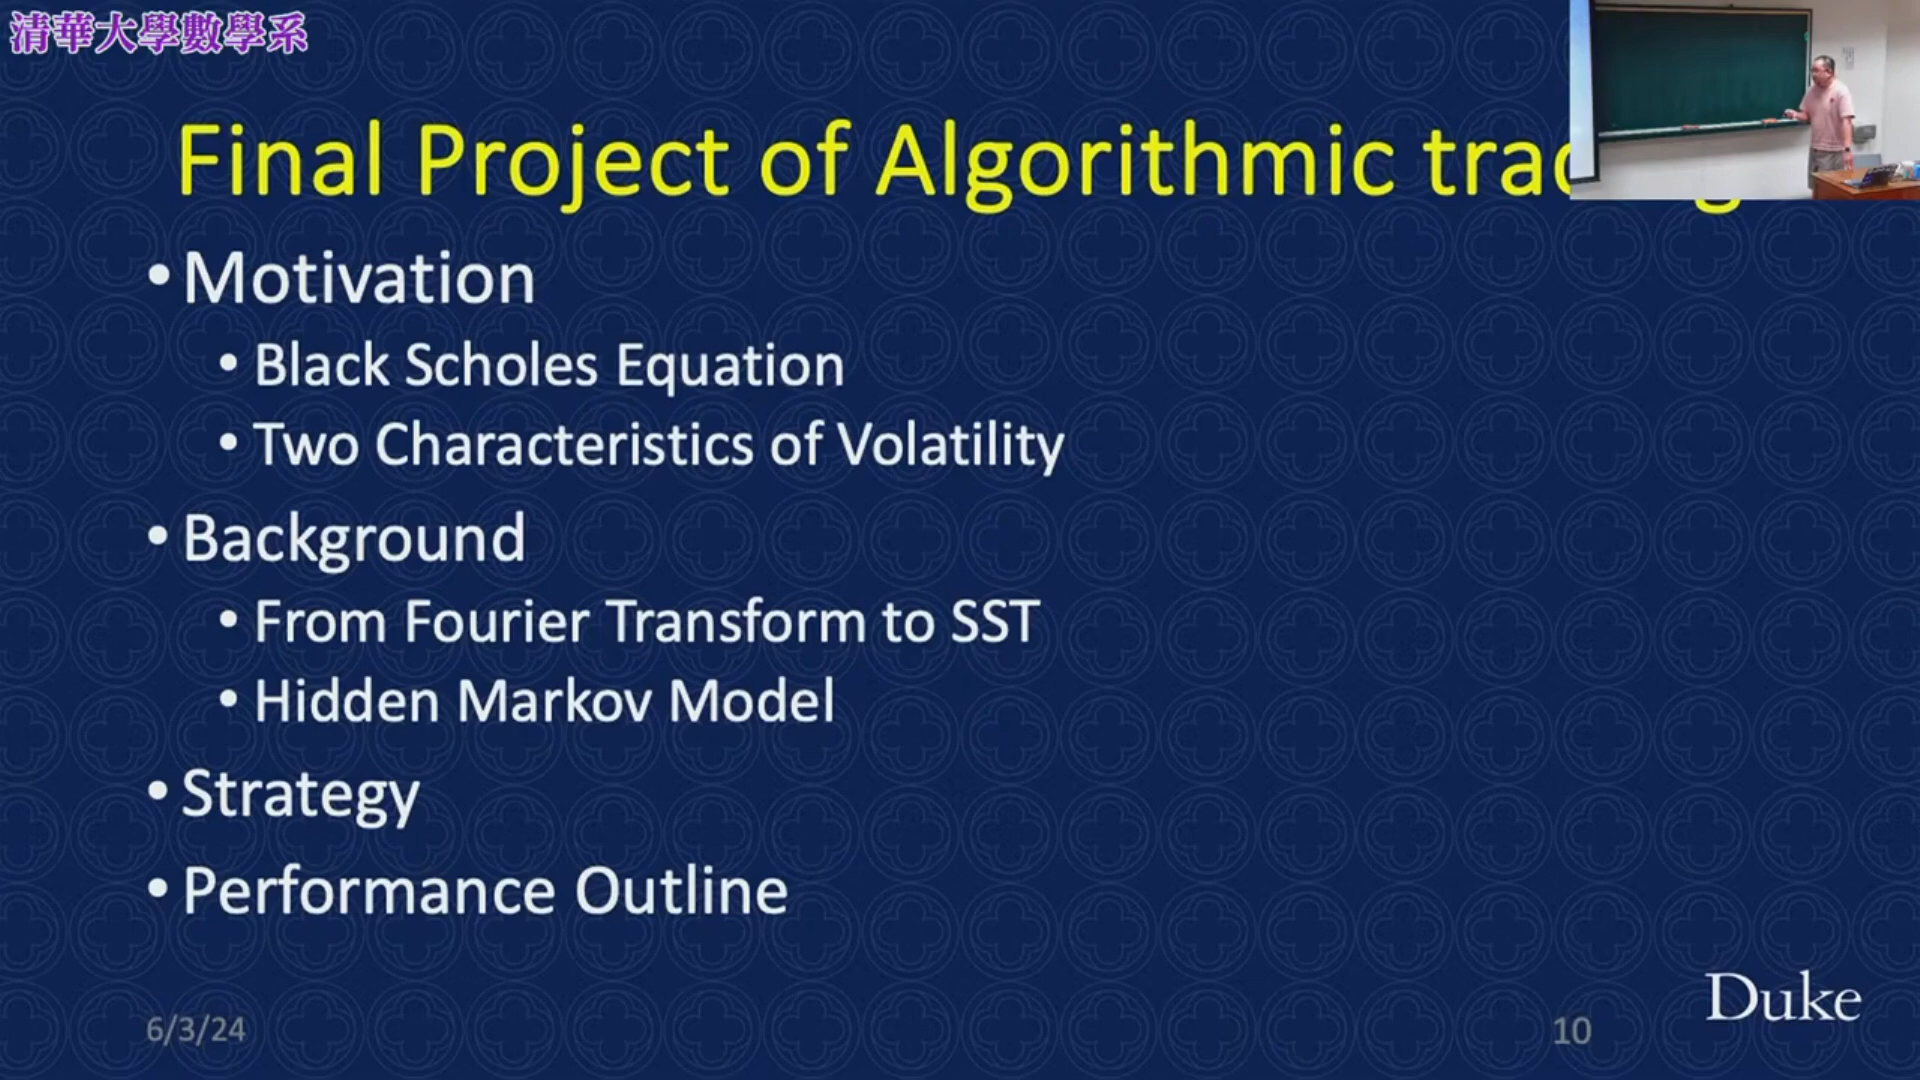 清華大學數學系
Final Project of Algorithmic
• Motivation
• Black Scholes Equation
• Two Characteristics of Volatility
• Background
• From Fourier Transform to SST
• Hidden Markov Model
• Strategy
• Performance Outline
6/3/24
10
Duke